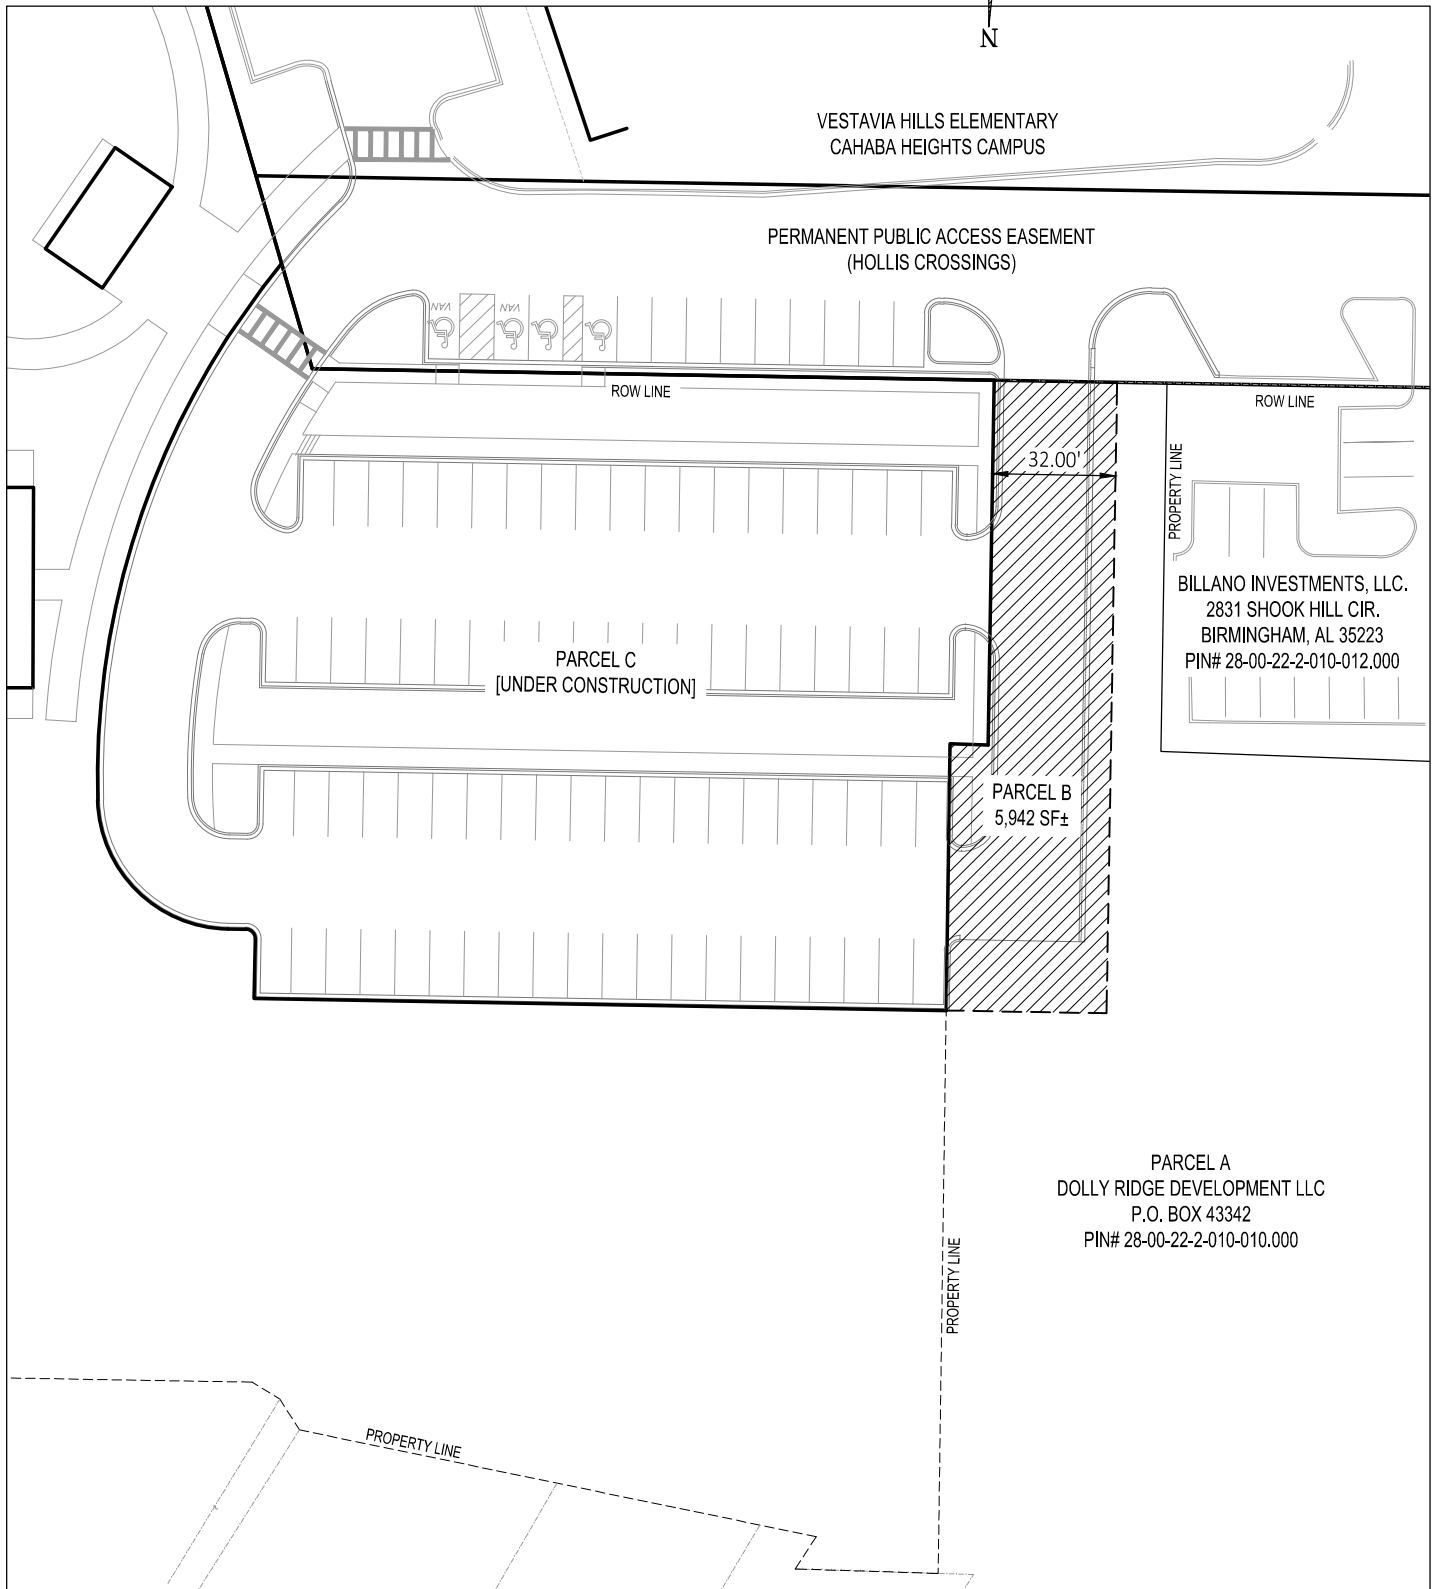 N
VESTAVIA HILLS ELEMENTARY
CAHABA HEIGHTS CAMPUS
PERMANENT PUBLIC ACCESS EASEMENT
(HOLLIS CROSSINGS)
VAN
VAN
ROW LINE
ROW LINE
32.00'
PROPERTY LINE
BILLANO INVESTMENTS, LLC.
2831 SHOOK HILL CIR.
BIRMINGHAM, AL 35223
PIN# 28-00-22-2-010-012.000
PARCEL C
[UNDER CONSTRUCTION]
PARCEL B
5,942 SF±
PARCEL A
DOLLY RIDGE DEVELOPMENT LLC
P.O. BOX 43342
PIN# 28-00-22-2-010-010.000
PROPERTY LINE
PROPERTY LINE